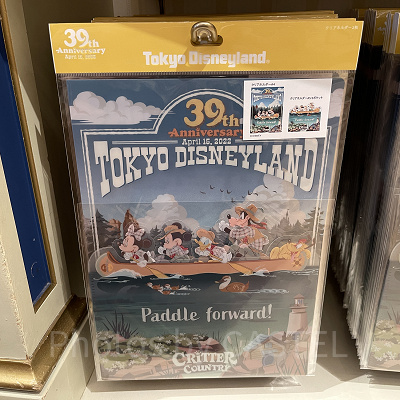 39th
Anniversary
April 15, 2022
Tokyo Disneyland
39th
Anniversary
April 15, 2022
TOKYO DISNEYLAND
Paddle forward!
CRITTER
COUNTRY